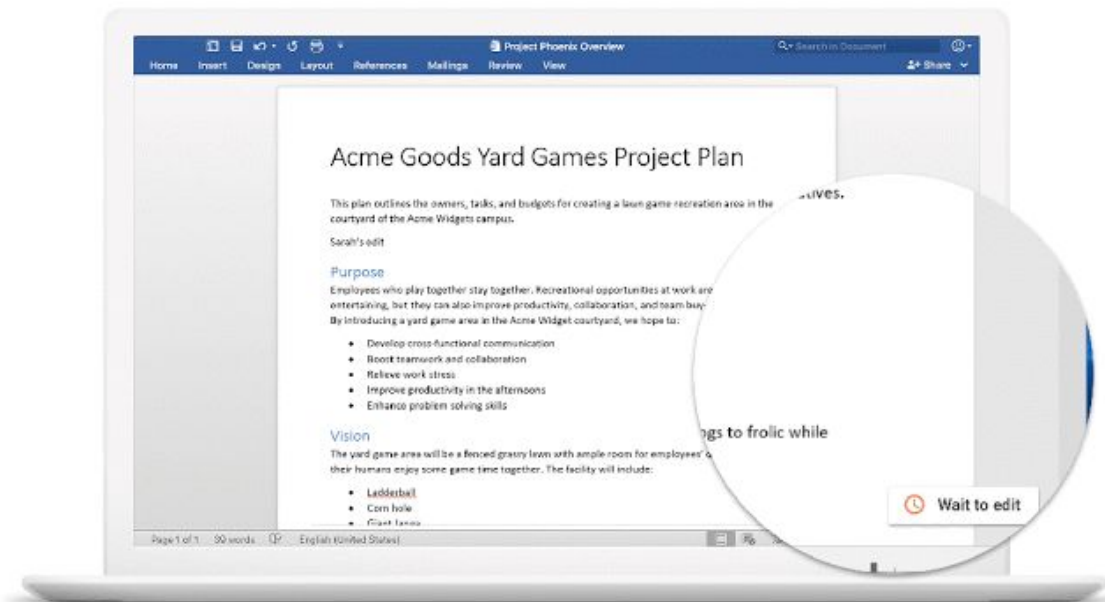 Project Phoenix Overview
Search in Document
Home Insert Design Layout References Mailings Review View
Share
Acme Goods Yard Games Project Plan
This plan outlines the owners, tasks, and budgets for creating a lawn game recreation area in the
courtyard of the Acme Widgets campus.
Sarah's edit
Purpose
Employees who play together stay together. Recreational opportunities at work are
entertaining, but they can also improve productivity, collaboration, and team buy-
By introducing a yard game area in the Acme Widget courtyard, we hope to:
• Develop cross-functional communication
• Boost teamwork and collaboration
• Relieve work stress
• Improve productivity in the afternoons
• Enhance problem solving skills
Vision
The yard game area will be a fenced grassy lawn with ample room for employees'
their humans enjoy some game time together. The facility will include:
• Ladderball
• Corn hole
• Giant Jenga
to frolic while
Wait to edit
Page 1 of 1 99 words English (United States)